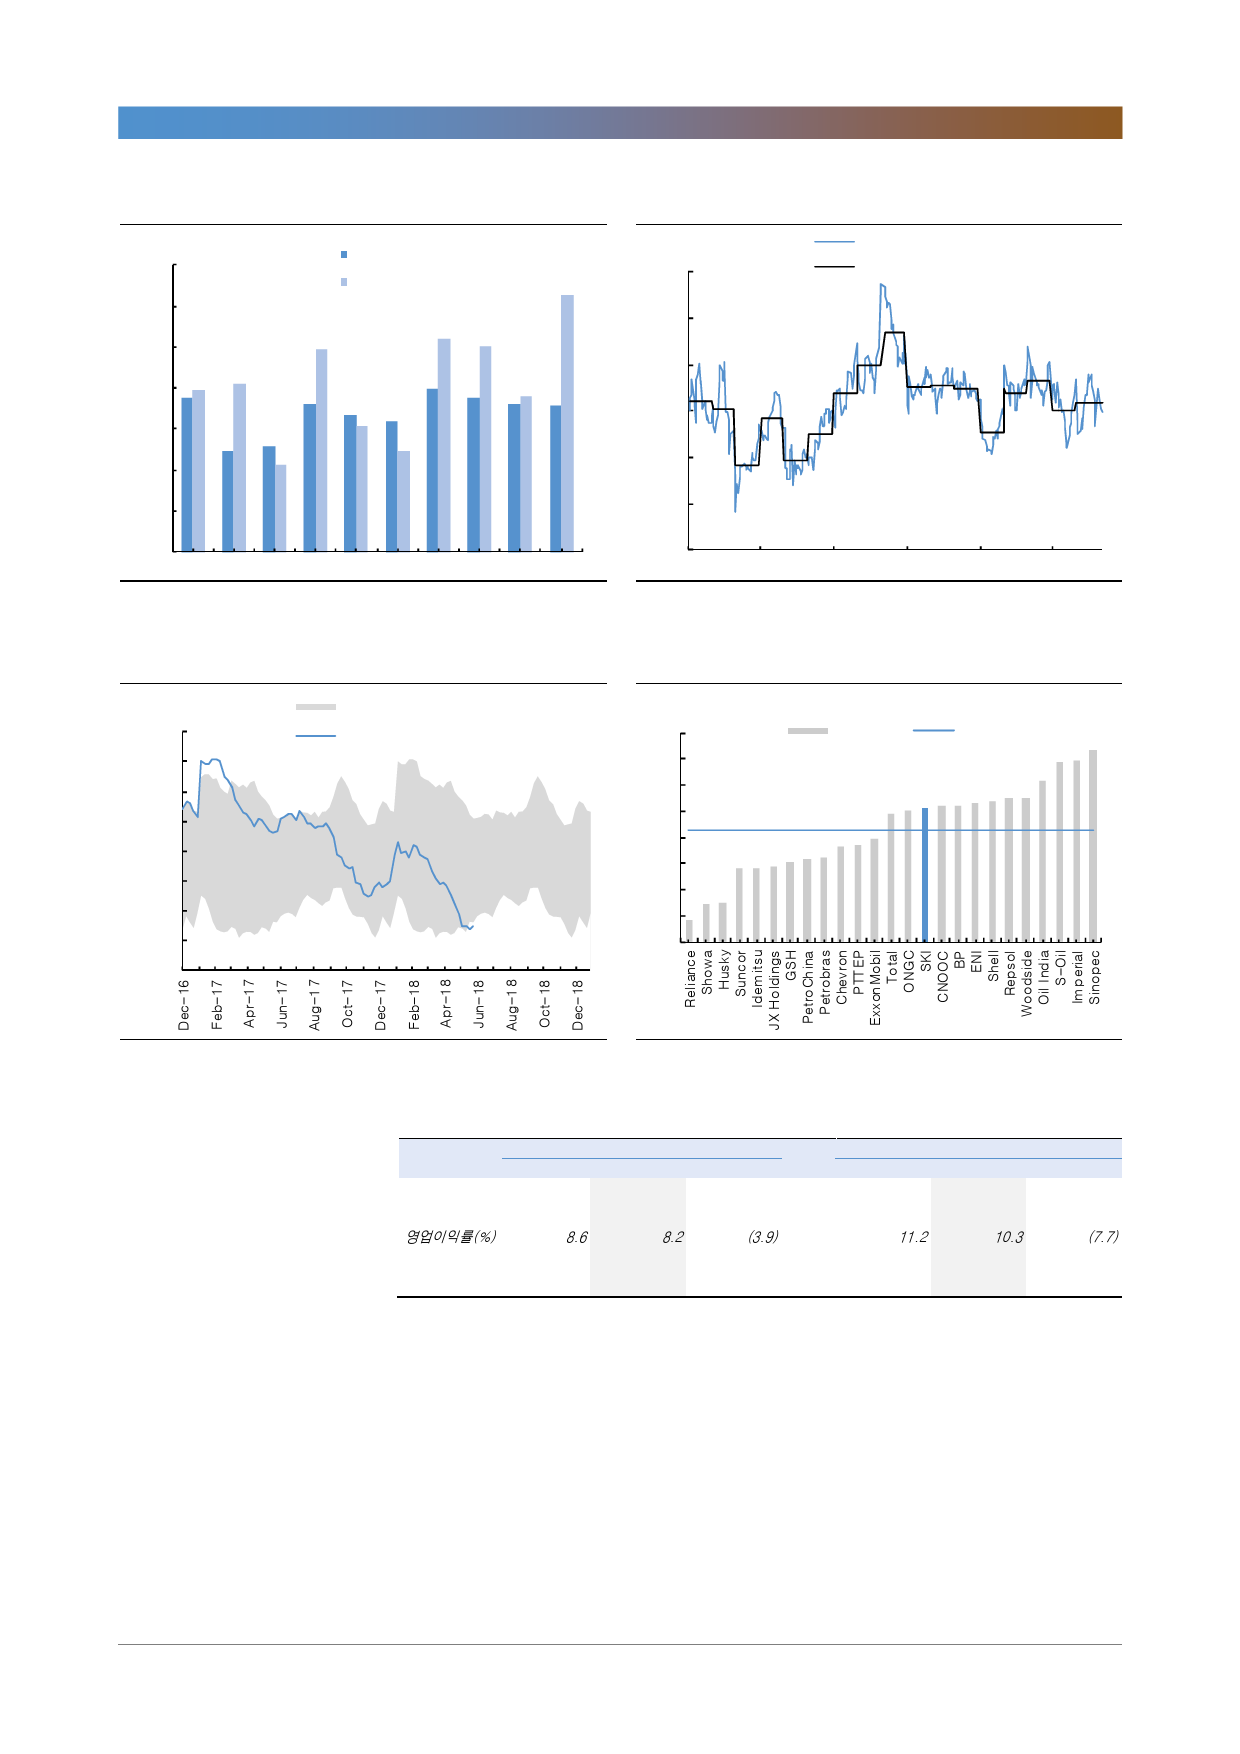 Dec-16
Feb-17
Apr-17
Jun-17
Aug-17
Oct-17
Dec-17
Feb-18
Apr-18
Jun-18
Aug-18
Oct-18
Dec-18
Reliance
Showa
Husky
Suncor
Idemitsu
JX Holdings
GSH
PetroChina
Petrobras
Chevron
PTTEP
ExxonMobil
Total
ONGC
SKI
CNOOC
BP
ENI
Shell
Repsol
Woodside
Oil India
S-Oil
Imperial
Sinopec
영업이익률(%) 8.6 8.2 (3.9) 11.2 10.3 (7.7)